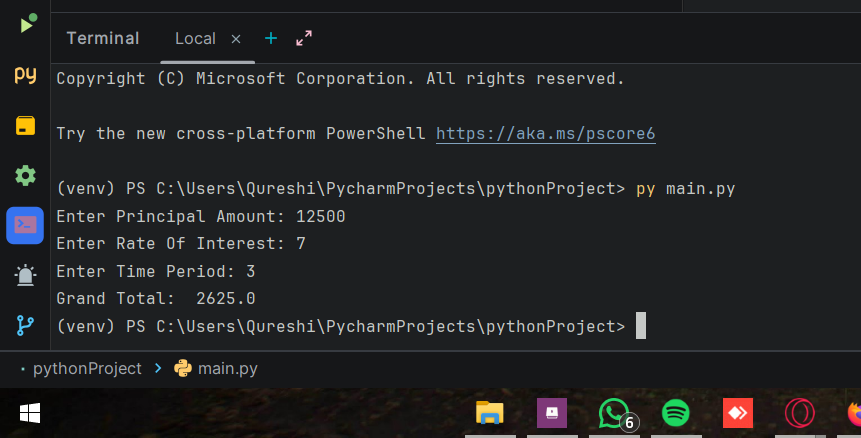 Terminal Local
py
Copyright (C) Microsoft Corporation. All rights reserved.
Try the new cross-platform PowerShell https://aka.ms/pscore6
(venv) PS C:\Users\Qureshi\PycharmProjects\pythonProject> py main.py
Enter Principal Amount: 12500
Enter Rate Of Interest: 7
Enter Time Period: 3
Grand Total:  2625.0
(venv) PS C:\Users\Qureshi\PycharmProjects\pythonProject>
pythonProject > main.py
6